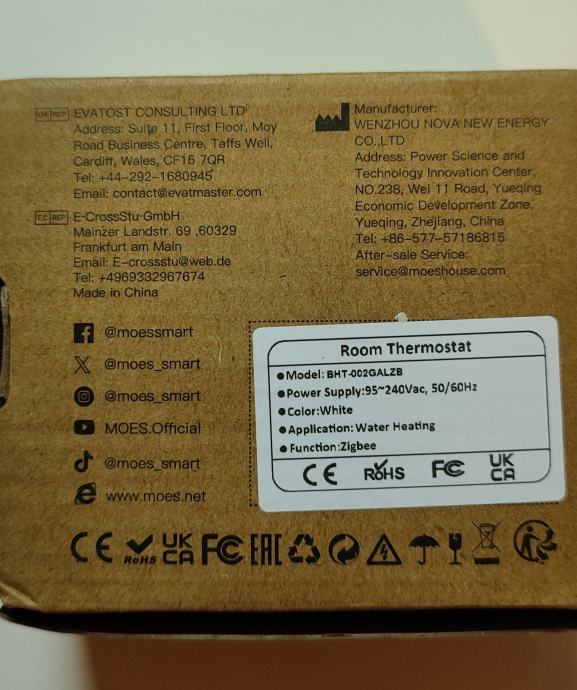 UK REP EVATOST CONSULTING LTD
Address: Suite 11, First Floor, Moy
Road Business Centre, Taffs Well,
Cardiff, Wales, CF15 7QR
Tel: +44-292-1680945
Email: contact@evatmaster.com
EC REP E-CrossStu GmbH
Mainzer Landstr. 69 ,60329
Frankfurt am Main
Email: E-crossstu@web.de
Tel: +4969332967674
Made in China
Manufacturer:
WENZHOU NOVA NEW ENERGY
CO.,LTD
Address: Power Science and
Technology Innovation Center,
NO.238, Wei 11 Road, Yueqing
Economic Development Zone,
Yueqing, Zhejiang, China
Tel: +86-577-57186815
After-sale Service:
service@moeshouse.com
@moessmart
@moes_smart
@moes_smart
MOES.Official
@moes_smart
www.moes.net
Room Thermostat
●Model: BHT-002GALZB
●Power Supply:95~240Vac, 50/60Hz
●Color:White
●Application: Water Heating
●Function:Zigbee
CE RoHS FC UK CA
CE RoHS UK CA FC EAC